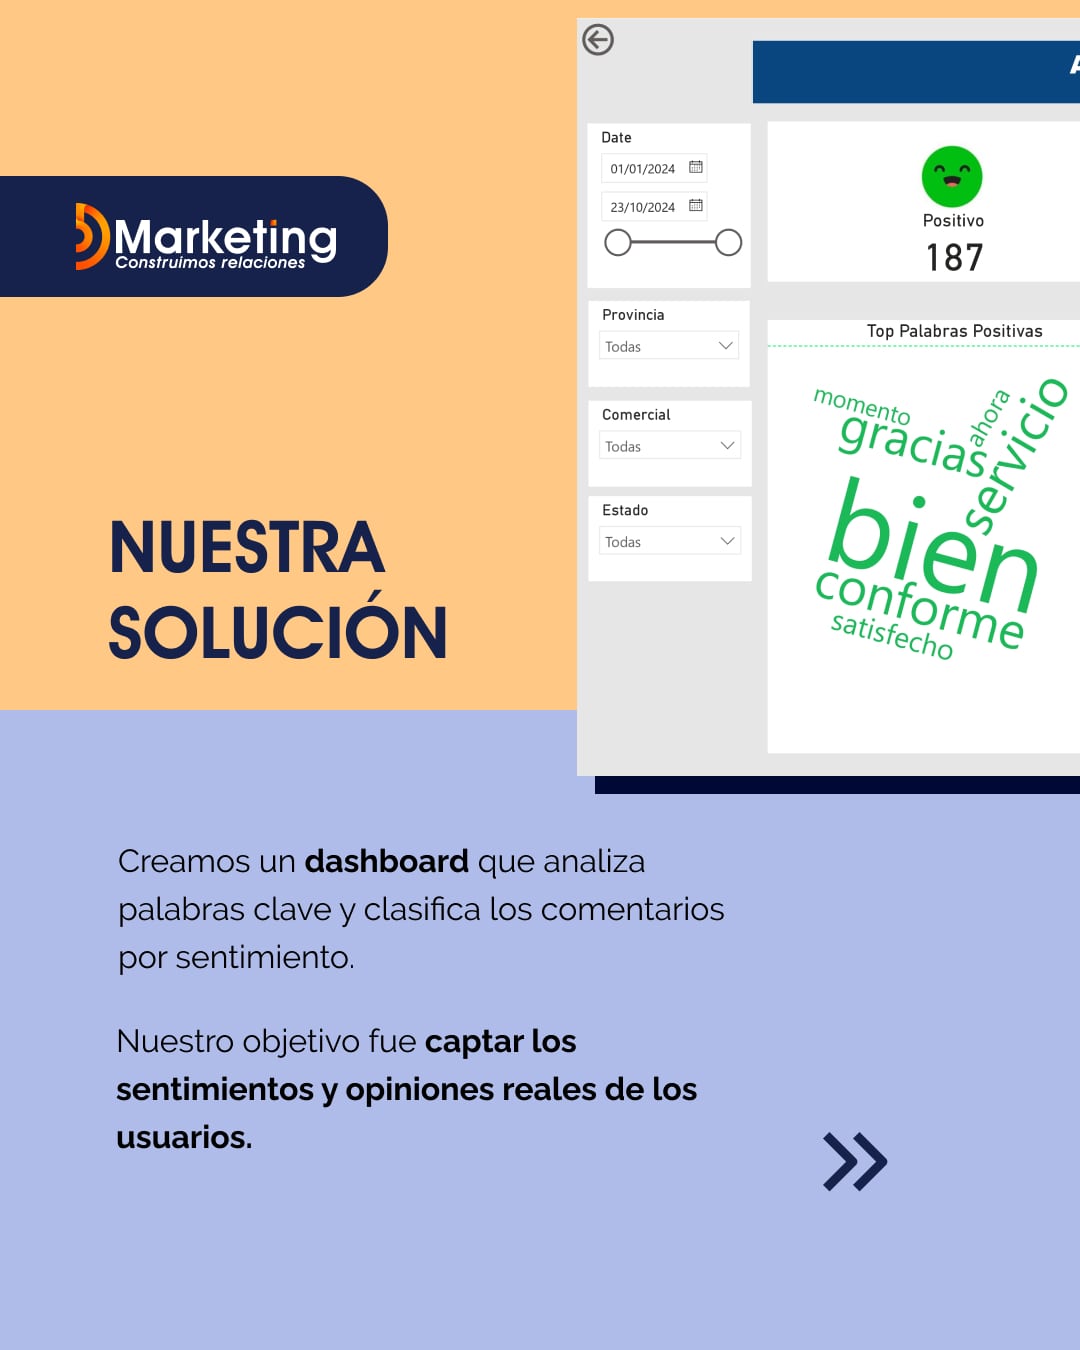 Marketing
Construimos relaciones
NUESTRA
SOLUCIÓN
Date
01/01/2024
23/10/2024
Provincia
Todas
Comercial
Todas
Estado
Todas
Positivo
187
Top Palabras Positivas
momento
gracias
ahora
servicio
bien
conforme
satisfecho
Creamos un dashboard que analiza
palabras clave y clasifica los comentarios
por sentimiento.
Nuestro objetivo fue captar los
sentimientos y opiniones reales de los
usuarios.